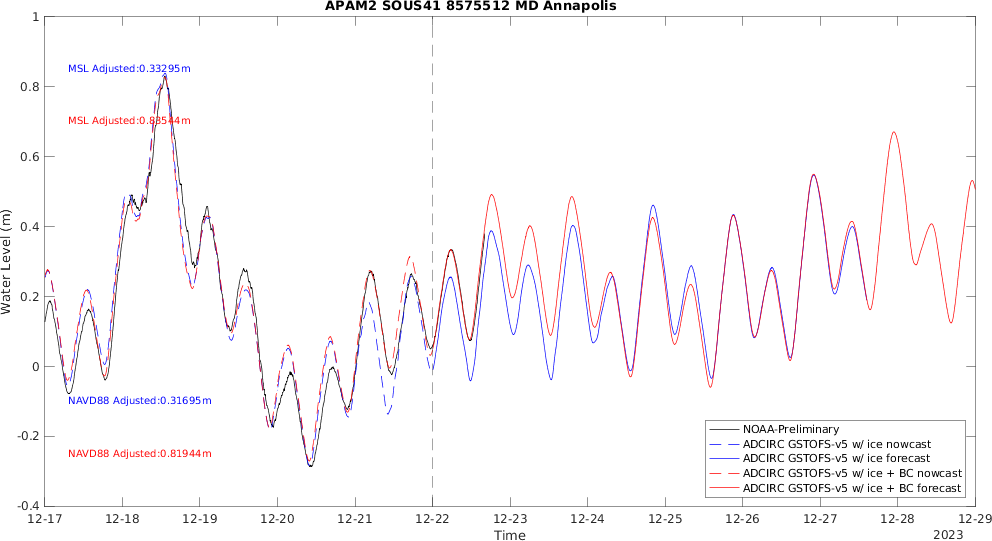 APAM2 SOUS41 8575512 MD Annapolis
1
0.8
0.6
0.4
0.2
0
-0.2
-0.4
Water Level (m)
MSL Adjusted:0.33295m
MSL Adjusted:0.83544m
NAVD88 Adjusted:0.31695m
NAVD88 Adjusted:0.81944m
NOAA-Preliminary
ADCIRC GSTOFS-v5 w/ ice nowcast
ADCIRC GSTOFS-v5 w/ ice forecast
ADCIRC GSTOFS-v5 w/ ice + BC nowcast
ADCIRC GSTOFS-v5 w/ ice + BC forecast
12-17 12-18 12-19 12-20 12-21 12-22 12-23 12-24 12-25 12-26 12-27 12-28 12-29
Time
2023